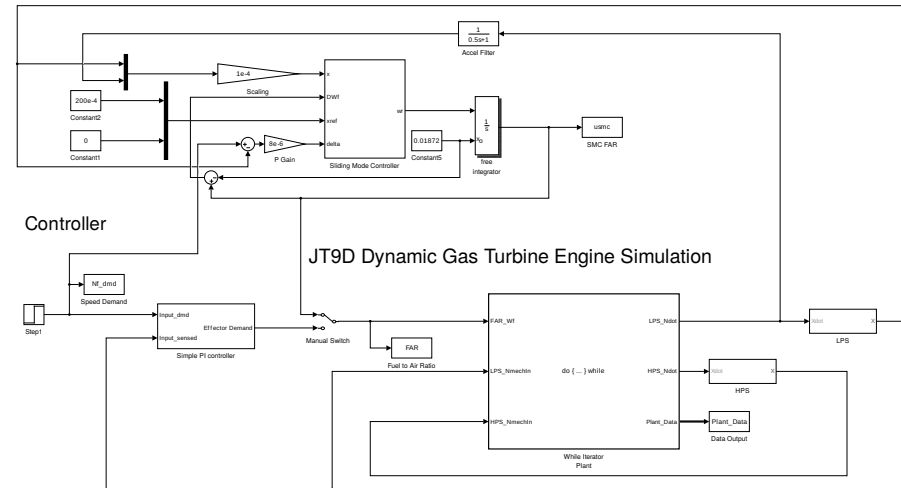 1
0.5s+1
Accel Filter
1e-4
Scaling
200e-4
Constant2
0
Constant1
x
DWf
xref
delta
wr
Sliding Mode Controller
8e-6
P Gain
0.01872
Constant5
1
s
x0
free
integrator
usmc
SMC FAR
Controller
JT9D Dynamic Gas Turbine Engine Simulation
Nf_dmd
Speed Demand
Step1
Input_dmd
Input_sensed
Effector Demand
Simple PI controller
Manual Switch
FAR
Fuel to Air Ratio
FAR_Wf
LPS_NmechIn
HPS_NmechIn
do { ... } while
LPS_Ndot
HPS_Ndot
Plant_Data
While Iterator
Plant
Xdot
X
LPS
Xdot
X
HPS
Plant_Data
Data Output